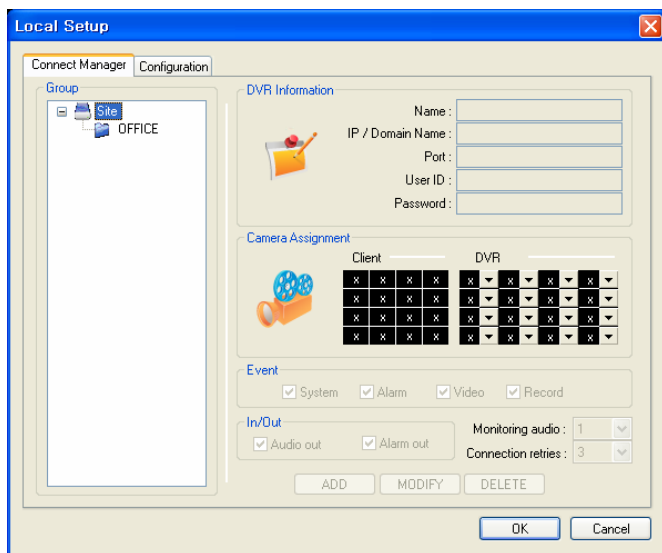 Local Setup
Connect Manager Configuration
Group
Site
OFFICE
DVR Information
Name :
IP / Domain Name :
Port :
User ID :
Password :
Camera Assignment
Client DVR
x x x x x x x x
x x x x x x x x
x x x x x x x x
x x x x x x x x
Event
System Alarm Video Record
In/Out
Audio out Alarm out
Monitoring audio : 1
Connection retries : 3
ADD MODIFY DELETE
OK Cancel